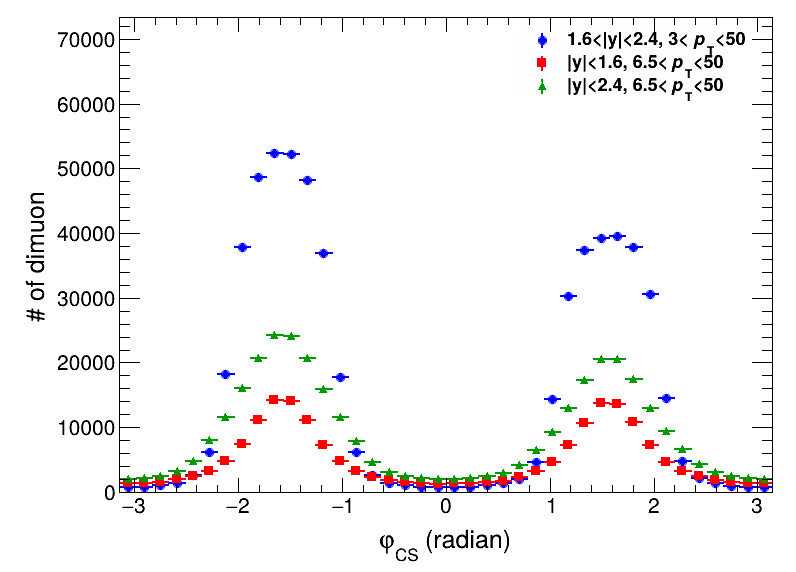 70000
60000
50000
40000
30000
20000
10000
0
# of dimuon
1.6<|y|<2.4, 3< p_T<50
|y|<1.6, 6.5< p_T<50
|y|<2.4, 6.5< p_T<50
−3 −2 −1 0 1 2 3
φ_CS (radian)